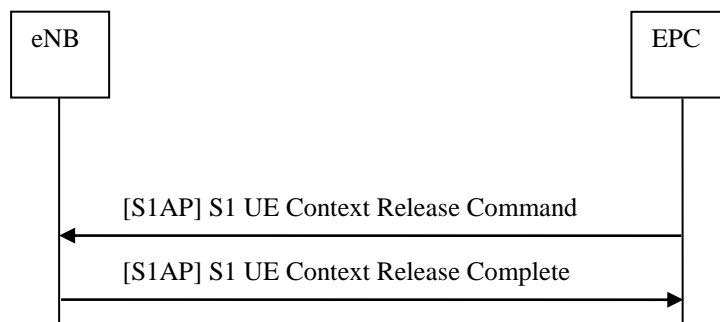 eNB
EPC
[S1AP] S1 UE Context Release Command
[S1AP] S1 UE Context Release Complete